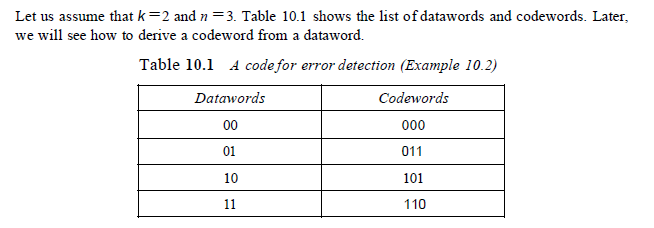 Let us assume that k=2 and n=3. Table 10.1 shows the list of datawords and codewords. Later,
we will see how to derive a codeword from a dataword.
Table 10.1 A code for error detection (Example 10.2)
Datawords Codewords
00 000
01 011
10 101
11 110